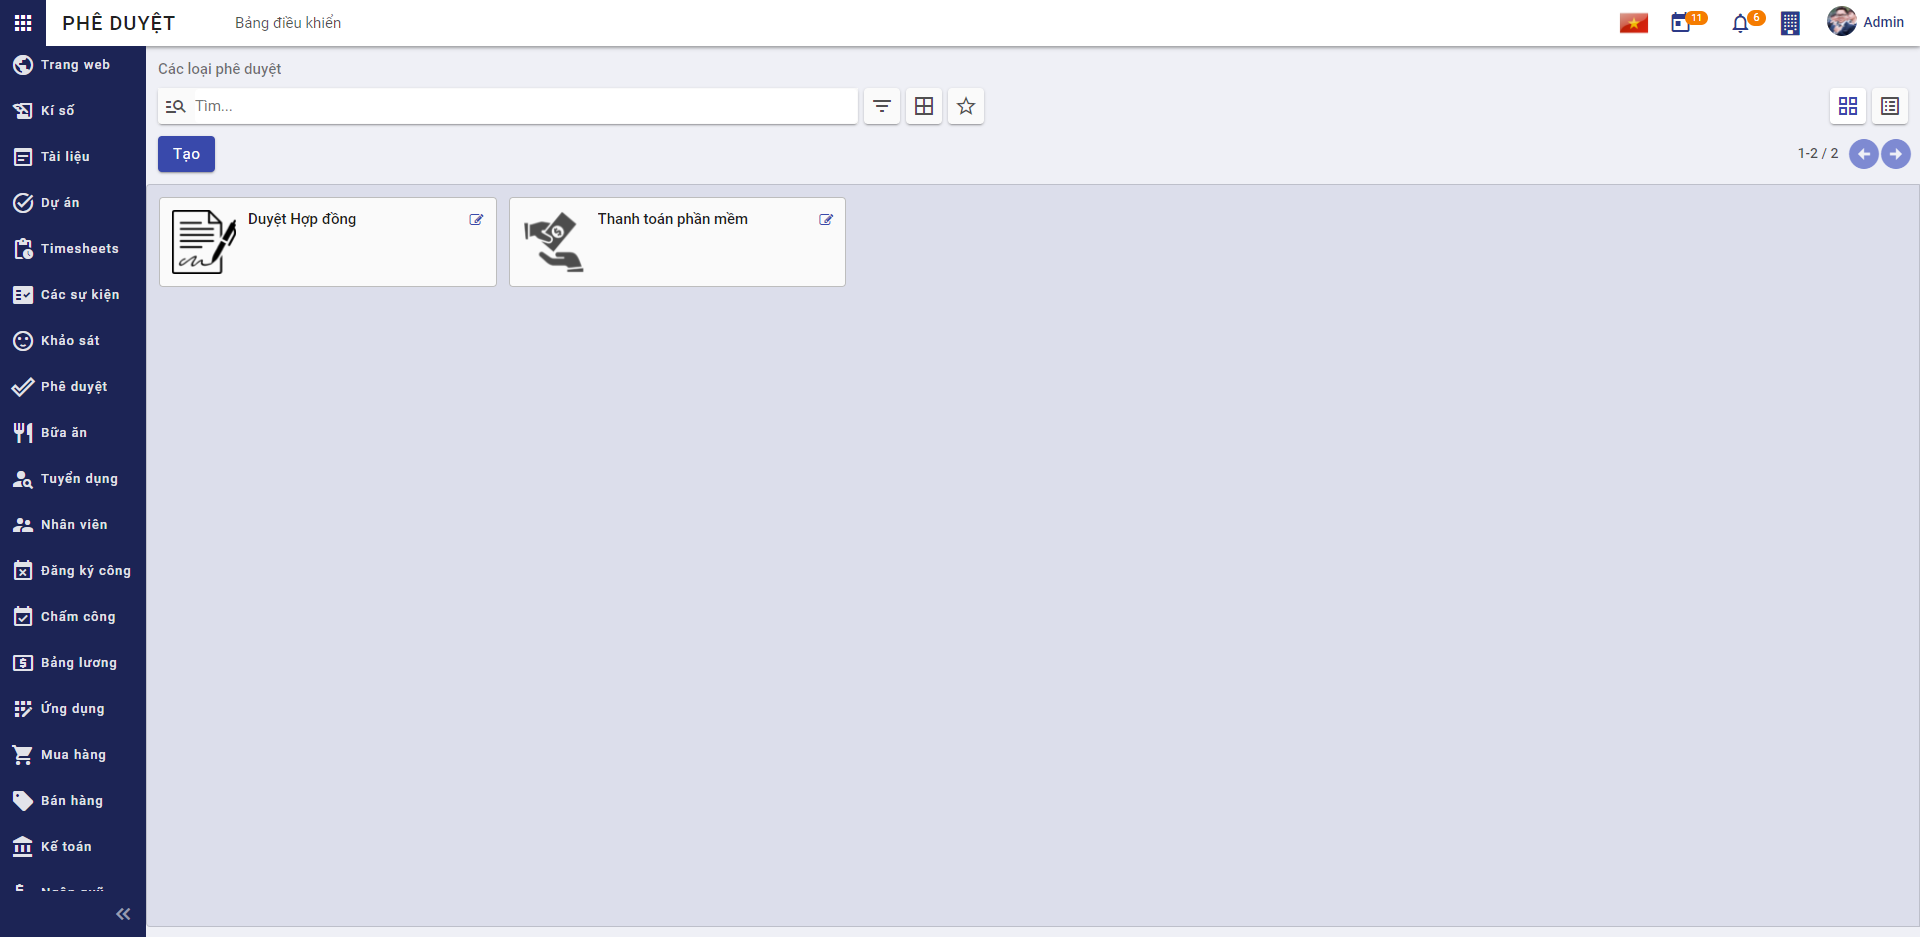 PHÊ DUYỆT
Bảng điều khiển
11
6
Admin
Trang web
Kí số
Tài liệu
Dự án
Timesheets
Các sự kiện
Khảo sát
Phê duyệt
Bữa ăn
Tuyển dụng
Nhân viên
Đăng ký công
Chấm công
Bảng lương
Ứng dụng
Mua hàng
Bán hàng
Kế toán
Các loại phê duyệt
Tìm...
Tạo
1-2 / 2
Duyệt Hợp đồng
Thanh toán phần mềm